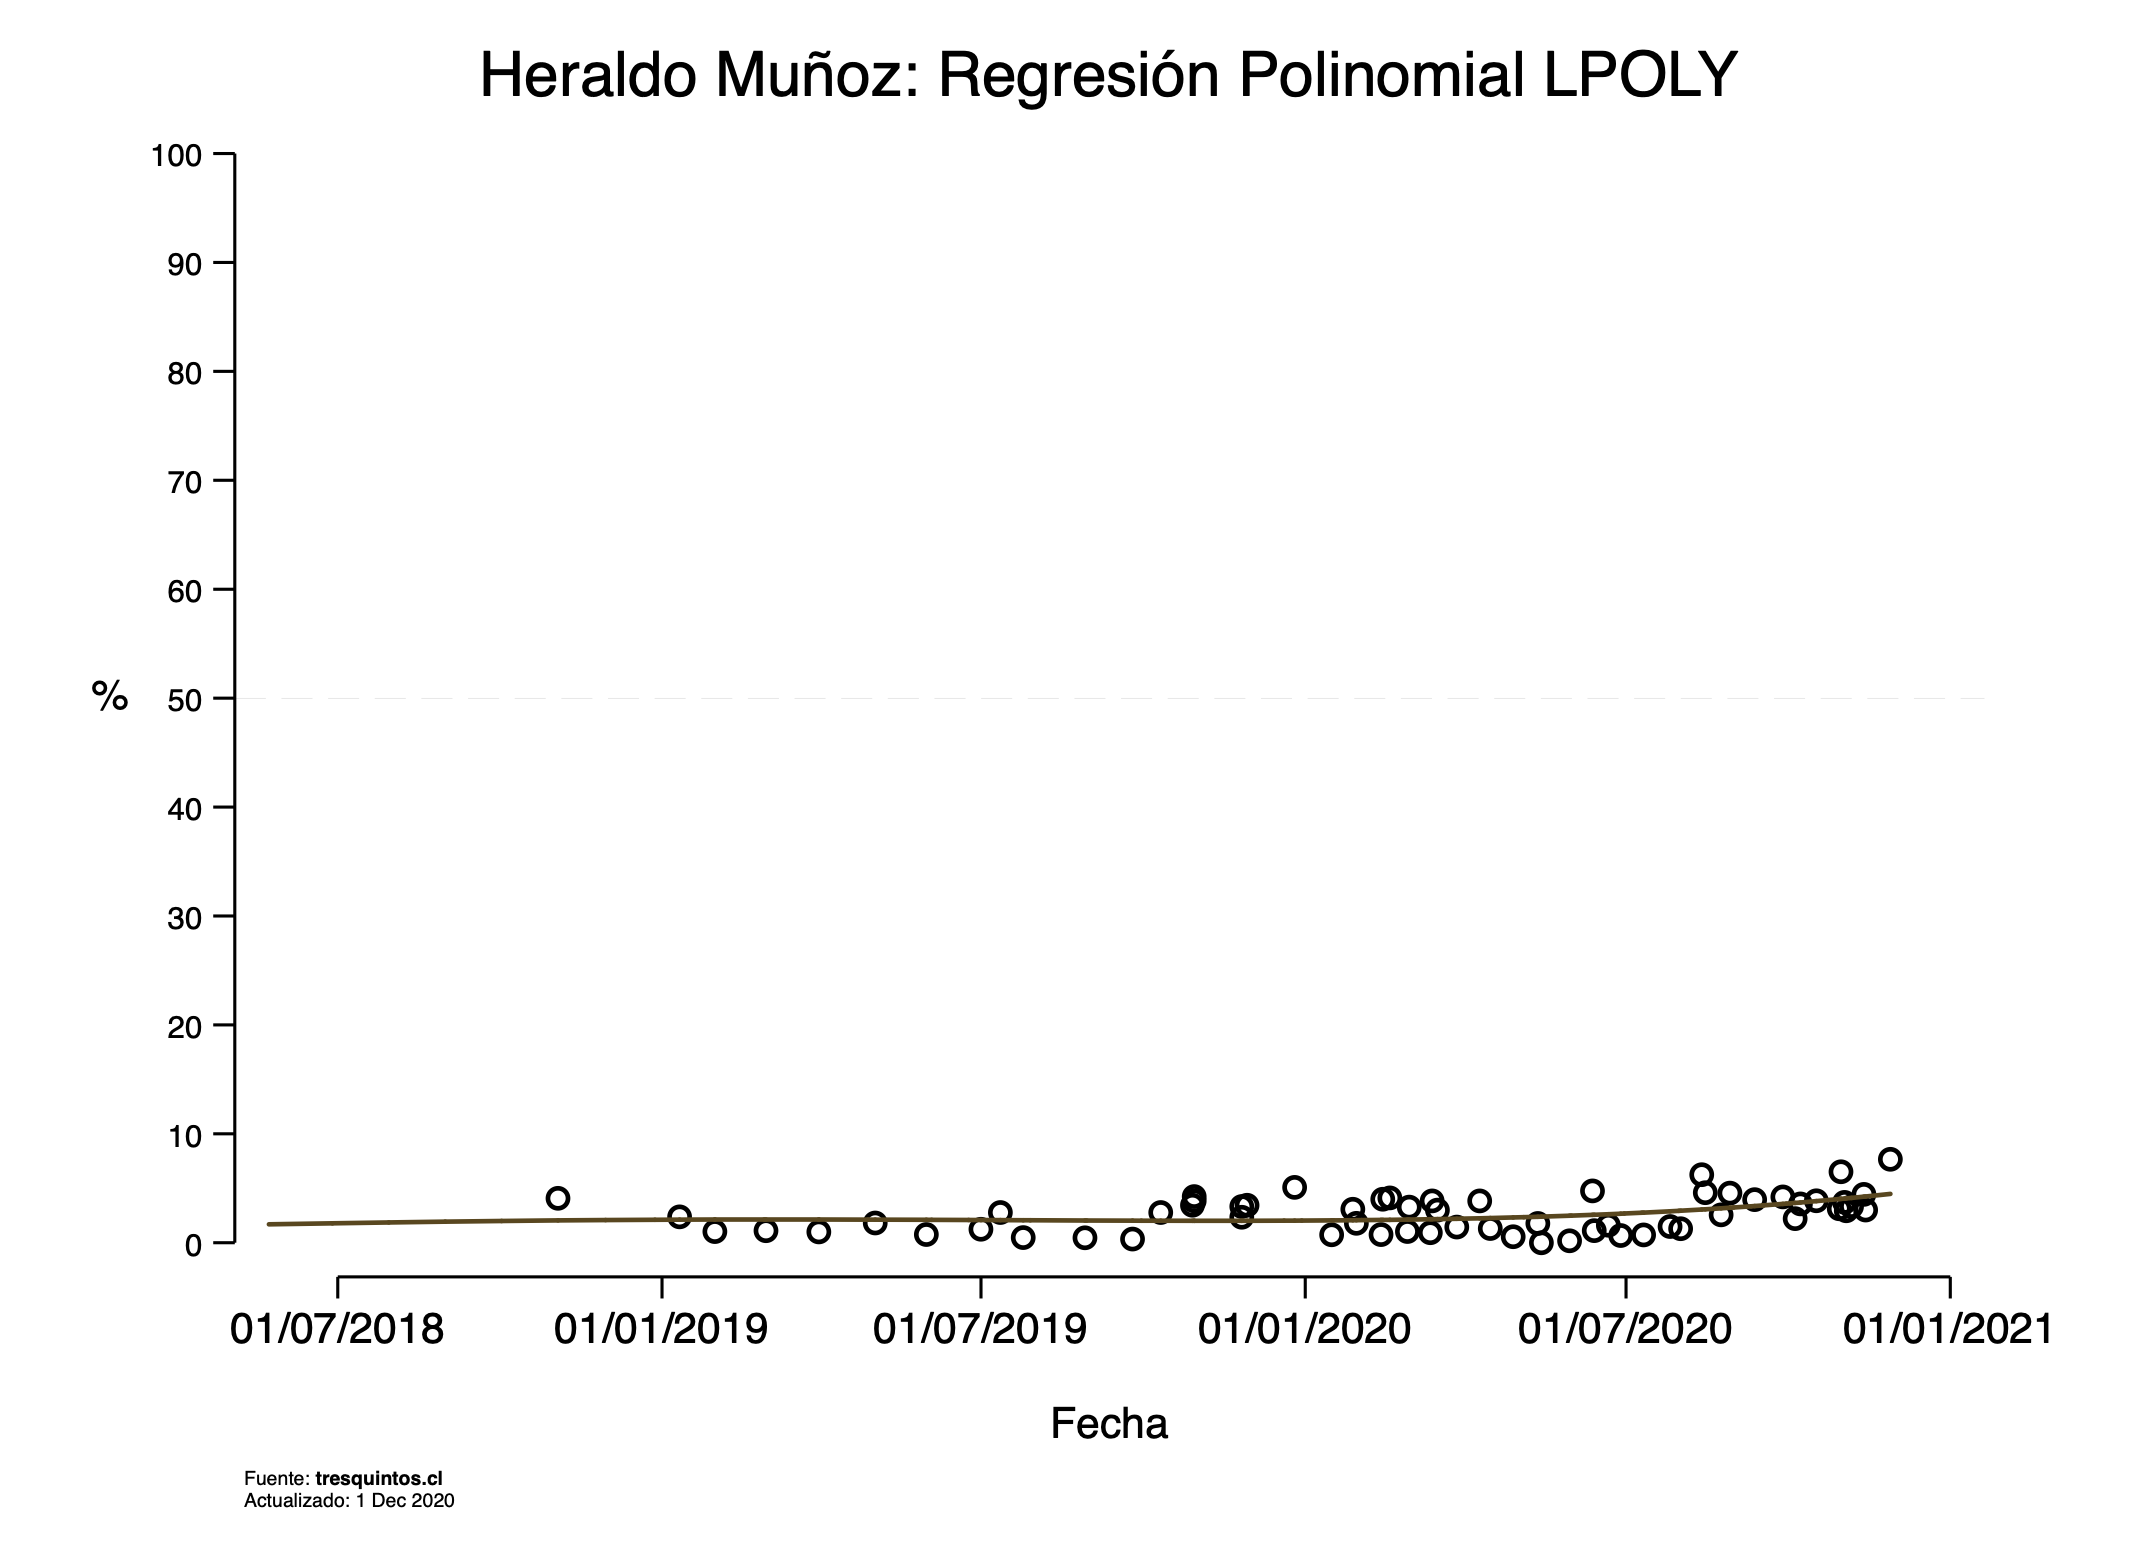 Heraldo Muñoz: Regresión Polinomial LPOLY
100
90
80
70
60
%
50
40
30
20
10
0
01/07/2018 01/01/2019 01/07/2019 01/01/2020 01/07/2020 01/01/2021
Fecha
Fuente: tresquintos.cl
Actualizado: 1 Dec 2020